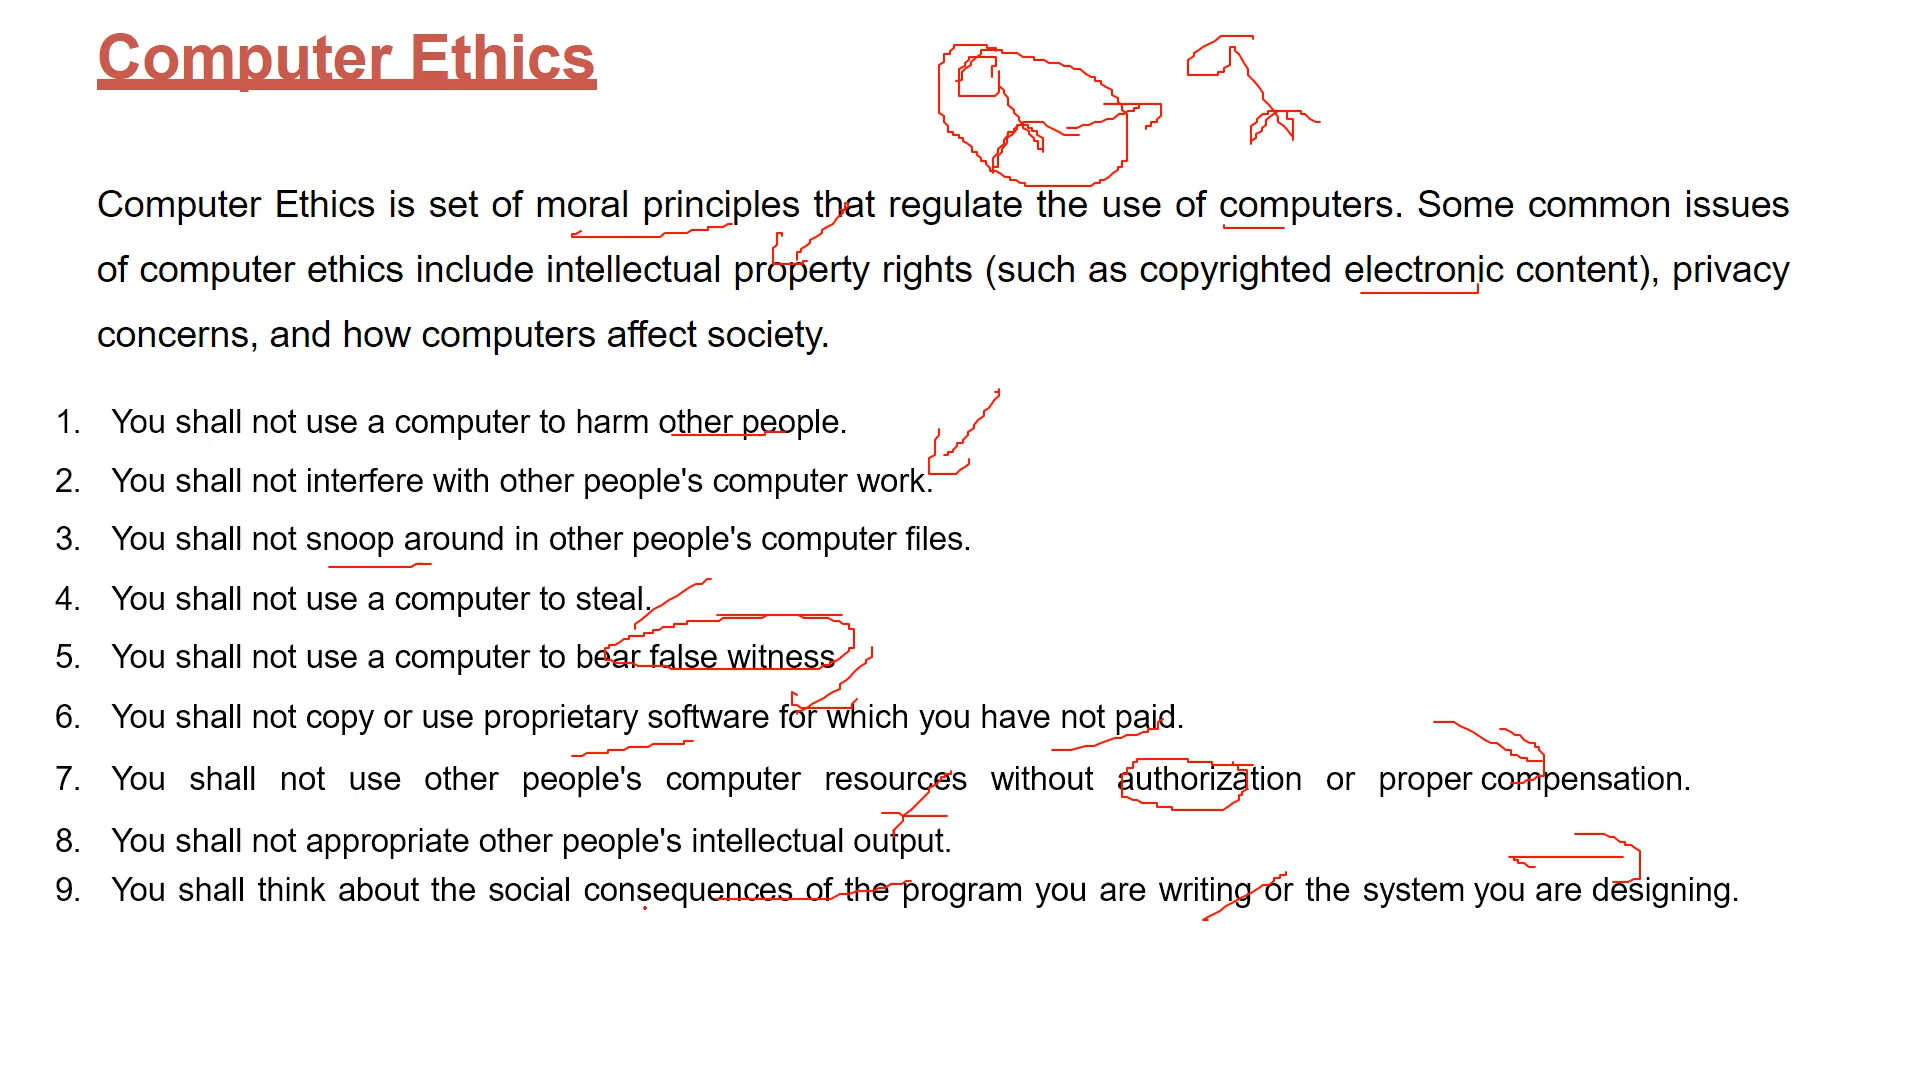 Computer Ethics
Computer Ethics is set of moral principles that regulate the use of computers. Some common issues
of computer ethics include intellectual property rights (such as copyrighted electronic content), privacy
concerns, and how computers affect society.
1. You shall not use a computer to harm other people.
2. You shall not interfere with other people's computer work.
3. You shall not snoop around in other people's computer files.
4. You shall not use a computer to steal.
5. You shall not use a computer to bear false witness
6. You shall not copy or use proprietary software for which you have not paid.
7. You shall not use other people's computer resources without authorization or proper compensation.
8. You shall not appropriate other people's intellectual output.
9. You shall think about the social consequences of the program you are writing or the system you are designing.